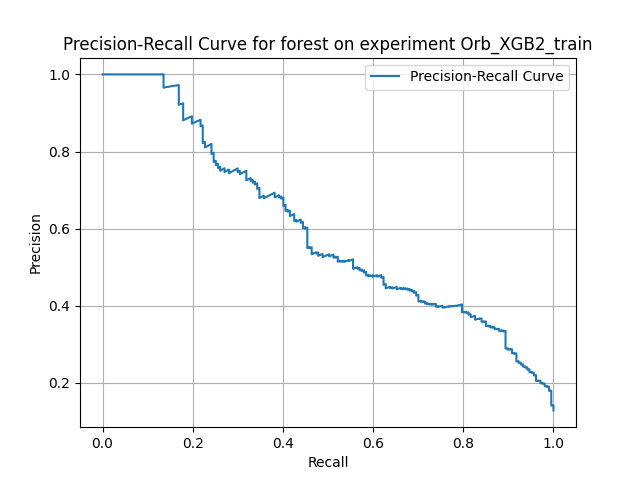 Precision-Recall Curve for forest on experiment Orb_XGB2_train
Precision-Recall Curve
1.0
0.8
0.6
0.4
0.2
Precision
0.0 0.2 0.4 0.6 0.8 1.0
Recall